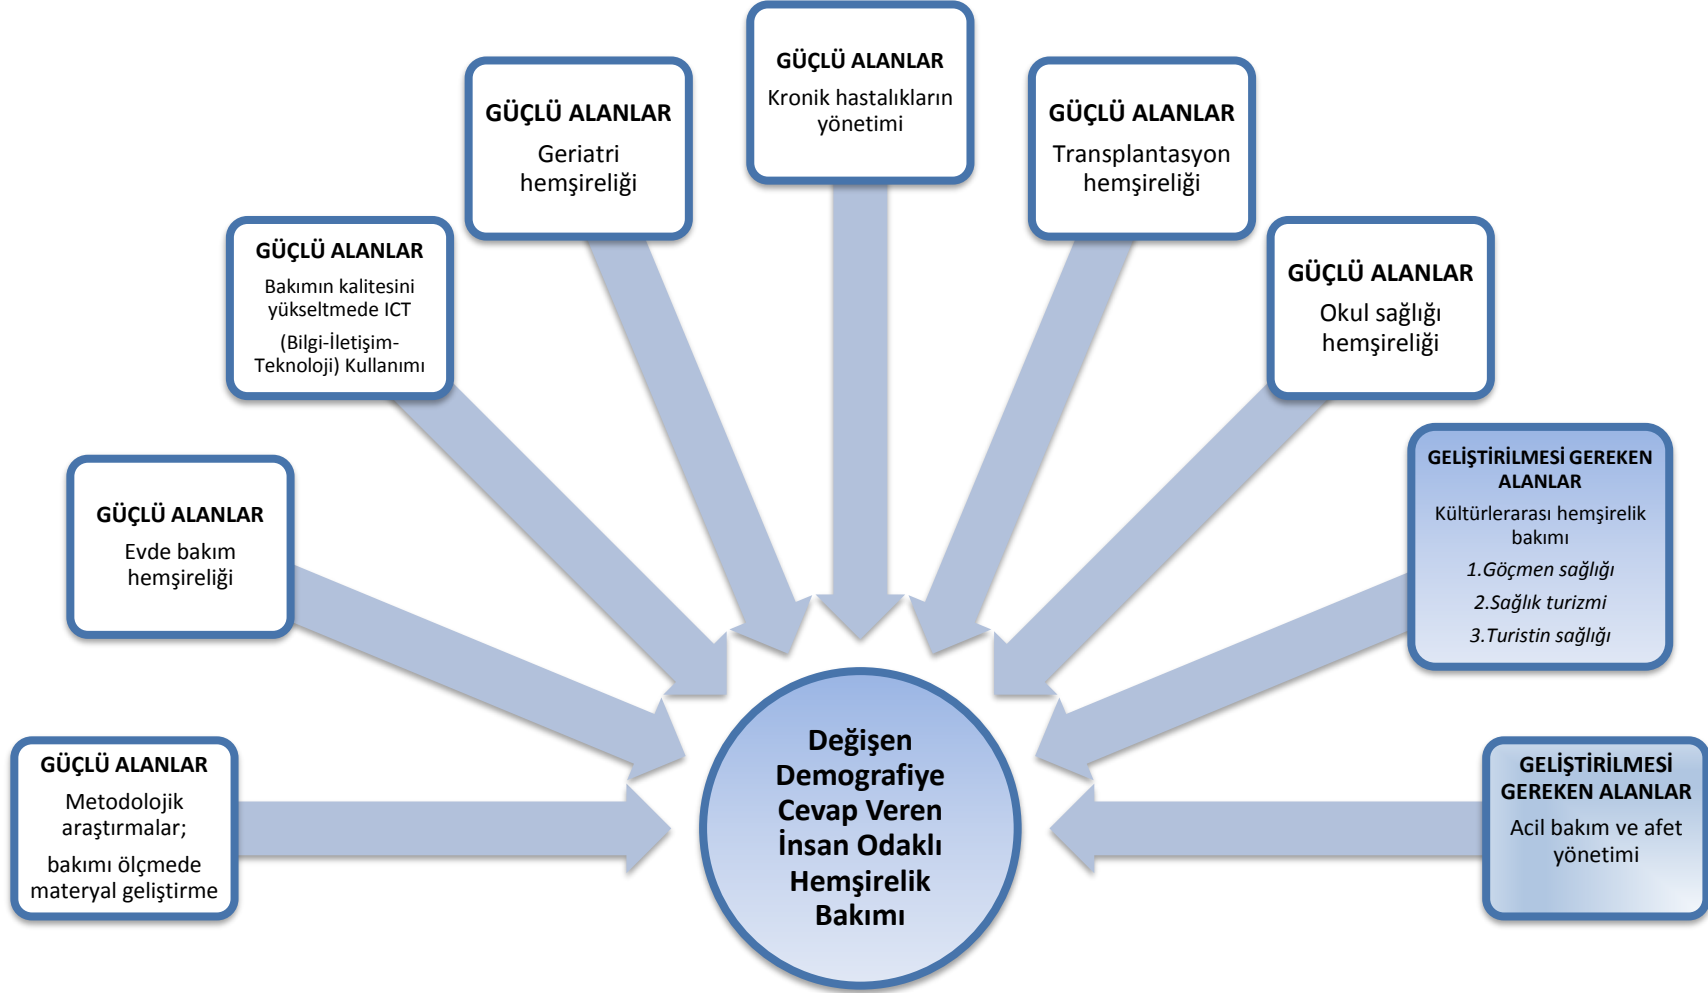 GÜÇLÜ ALANLAR
Metodolojik
araştırmalar;
bakımı ölçmede
materyal geliştirme
GÜÇLÜ ALANLAR
Evde bakım
hemşireliği
GÜÇLÜ ALANLAR
Bakımın kalitesini
yükseltmede ICT
(Bilgi-İletişim-
Teknoloji) Kullanımı
GÜÇLÜ ALANLAR
Geriatri
hemşireliği
GÜÇLÜ ALANLAR
Kronik hastalıkların
yönetimi
GÜÇLÜ ALANLAR
Transplantasyon
hemşireliği
GÜÇLÜ ALANLAR
Okul sağlığı
hemşireliği
GELİŞTİRİLMESİ GEREKEN
ALANLAR
Kültürlerarası hemşirelik
bakımı
1.Göçmen sağlığı
2.Sağlık turizmi
3.Turistin sağlığı
GELİŞTİRİLMESİ
GEREKEN ALANLAR
Acil bakım ve afet
yönetimi
Değişen
Demografiye
Cevap Veren
İnsan Odaklı
Hemşirelik
Bakımı